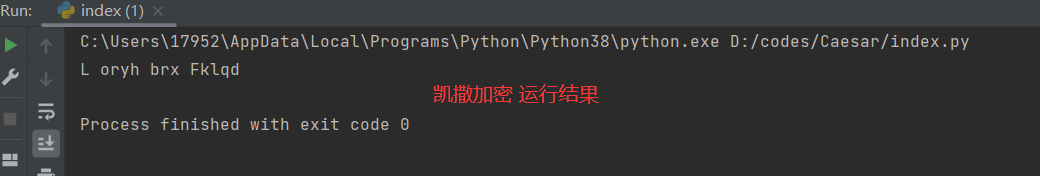 Run: index (1) ×
C:\Users\17952\AppData\Local\Programs\Python\Python38\python.exe D:/codes/Caesar/index.py
L oryh brx Fklqd
凯撒加密 运行结果
Process finished with exit code 0